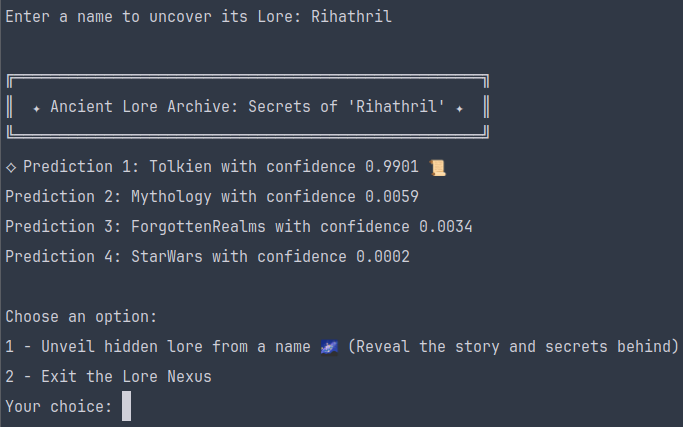 Enter a name to uncover its Lore: Rihathril
✦ Ancient Lore Archive: Secrets of 'Rihathril' ✦
◇ Prediction 1: Tolkien with confidence 0.9901 📜
Prediction 2: Mythology with confidence 0.0059
Prediction 3: ForgottenRealms with confidence 0.0034
Prediction 4: StarWars with confidence 0.0002
Choose an option:
1 - Unveil hidden lore from a name 🌌 (Reveal the story and secrets behind)
2 - Exit the Lore Nexus
Your choice: